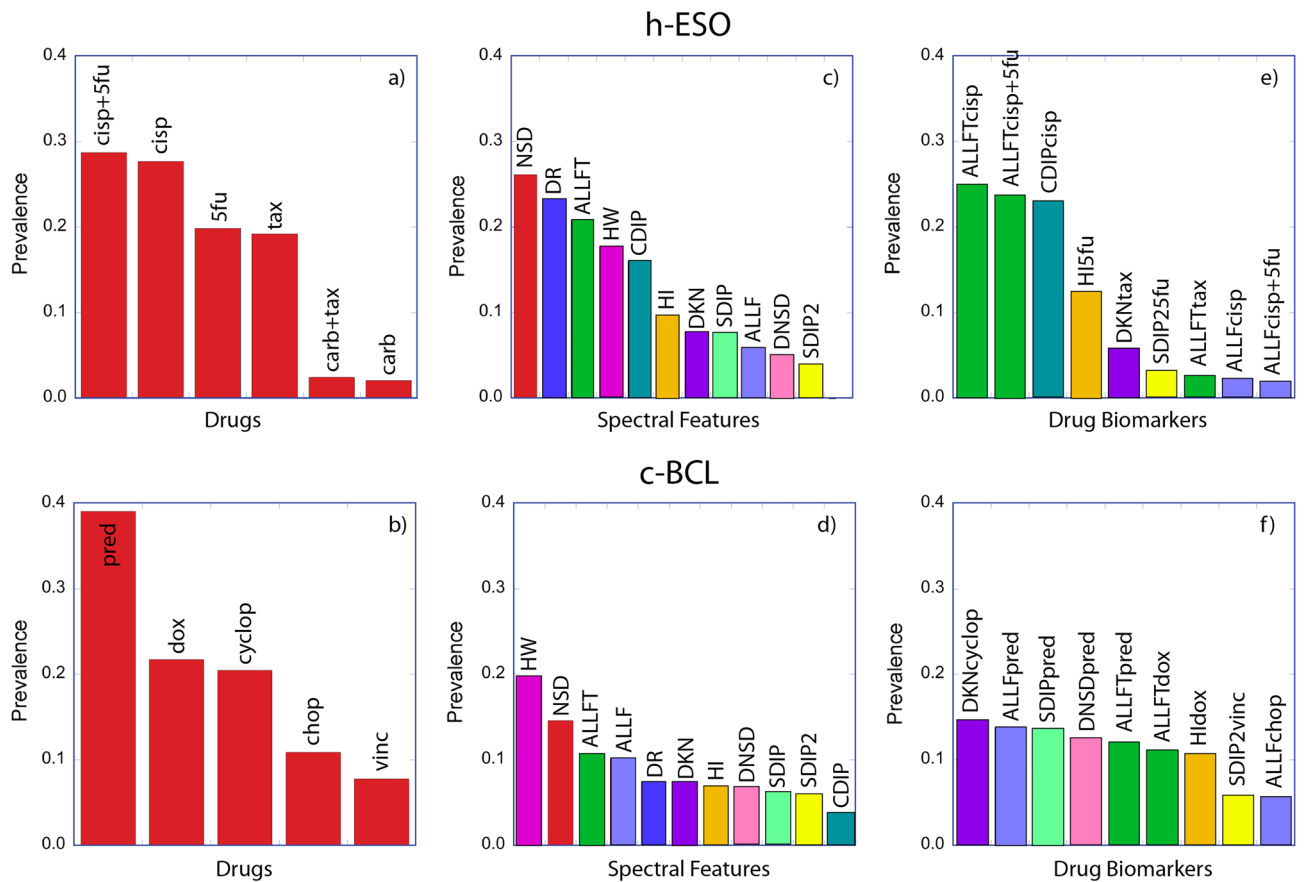 h-ESO
a)
0.4
0.3
0.2
0.1
0.0
Prevalence
cisp+5fu
cisp
5fu
tax
carb+tax
carb
Drugs
c)
0.4
0.3
0.2
0.1
0.0
Prevalence
NSD
DR
ALLFT
HW
CDIP
HI
DKN
SDIP
ALLF
DNSD
SDIP2
Spectral Features
e)
0.4
0.3
0.2
0.1
0.0
Prevalence
ALLFTcisp
ALLFTcisp+5fu
CDIPcisp
HI5fu
DKNtax
SDIP25fu
ALLFTtax
ALLFcisp
ALLFcisp+5fu
Drug Biomarkers
c-BCL
b)
0.4
0.3
0.2
0.1
0.0
Prevalence
pred
dox
cyclop
chop
vinc
Drugs
d)
0.4
0.3
0.2
0.1
0.0
Prevalence
HW
NSD
ALLFT
ALLF
DR
DKN
HI
DNSD
SDIP
SDIP2
CDIP
Spectral Features
f)
0.4
0.3
0.2
0.1
0.0
Prevalence
DKNcyclop
ALLFpred
SDIPpred
DNSDpred
ALLFTpred
ALLFTdox
HIdox
SDIP2vinc
ALLFchop
Drug Biomarkers